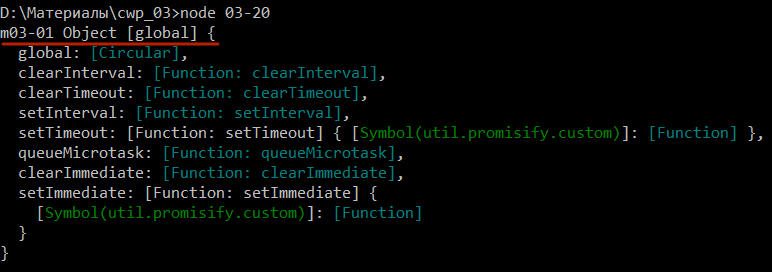 D:\Материалы\cwp_03>node 03-20
m03-01 Object [global] {
  global: [Circular],
  clearInterval: [Function: clearInterval],
  clearTimeout: [Function: clearTimeout],
  setInterval: [Function: setInterval],
  setTimeout: [Function: setTimeout] { [Symbol(util.promisify.custom)]: [Function] },
  queueMicrotask: [Function: queueMicrotask],
  clearImmediate: [Function: clearImmediate],
  setImmediate: [Function: setImmediate] {
    [Symbol(util.promisify.custom)]: [Function]
  }
}